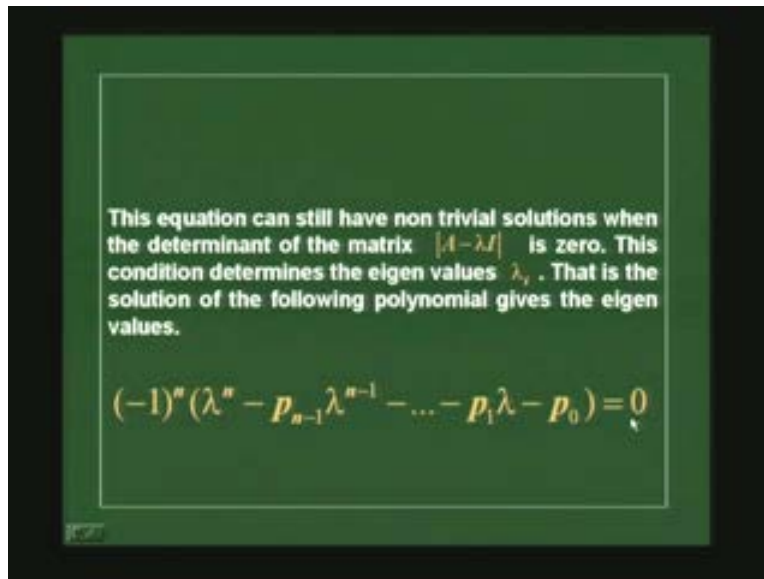 This equation can still have non trivial solutions when
the determinant of the matrix |A−λI| is zero. This
condition determines the eigen values λᵢ . That is the
solution of the following polynomial gives the eigen
values.
(−1)ⁿ(λⁿ − pₙ₋₁λⁿ⁻¹ −...− p₁λ − p₀) = 0